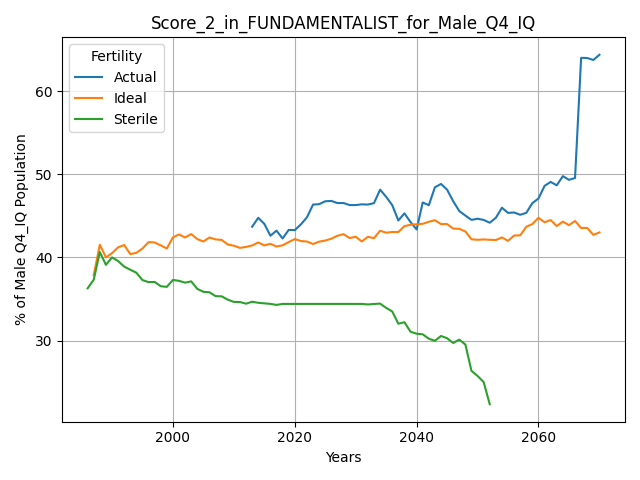 Score_2_in_FUNDAMENTALIST_for_Male_Q4_IQ
Fertility
Actual
Ideal
Sterile
% of Male Q4_IQ Population
60
50
40
30
2000
2020
2040
2060
Years